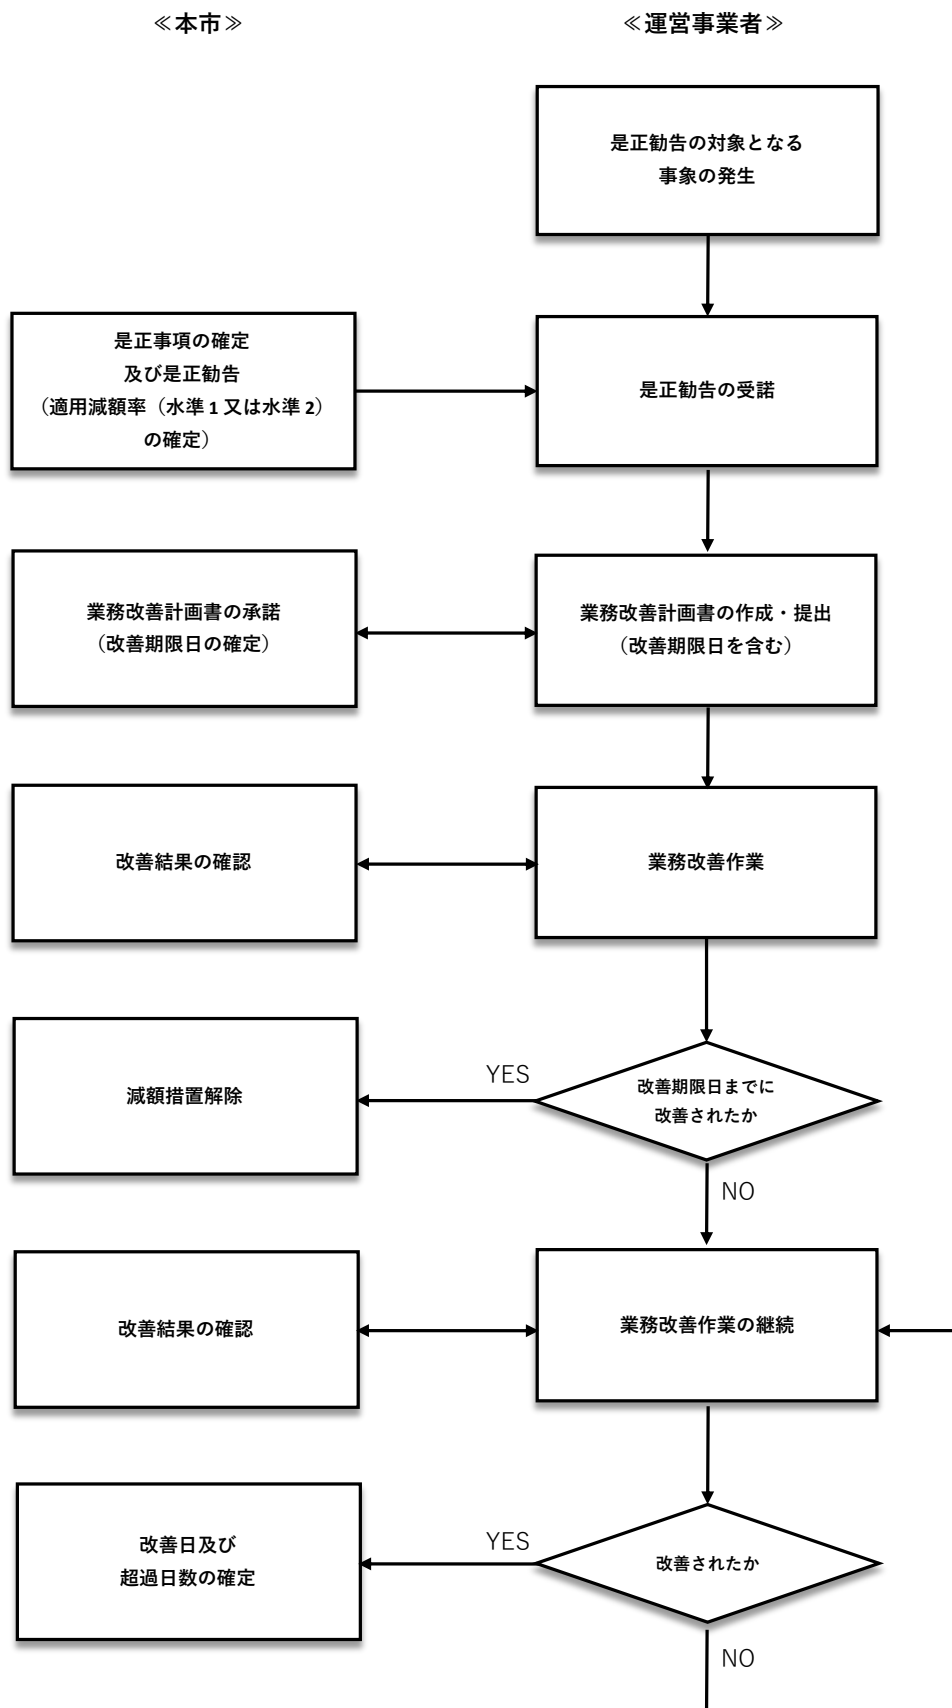 ≪本市≫
≪運営事業者≫
是正勧告の対象となる
事象の発生
是正事項の確定
及び是正勧告
（適用減額率（水準 1 又は水準 2）
の確定）
是正勧告の受諾
業務改善計画書の承諾
（改善期限日の確定）
業務改善計画書の作成・提出
（改善期限日を含む）
改善結果の確認
業務改善作業
減額措置解除
YES
改善期限日までに
改善されたか
NO
改善結果の確認
業務改善作業の継続
改善日及び
超過日数の確定
YES
改善されたか
NO